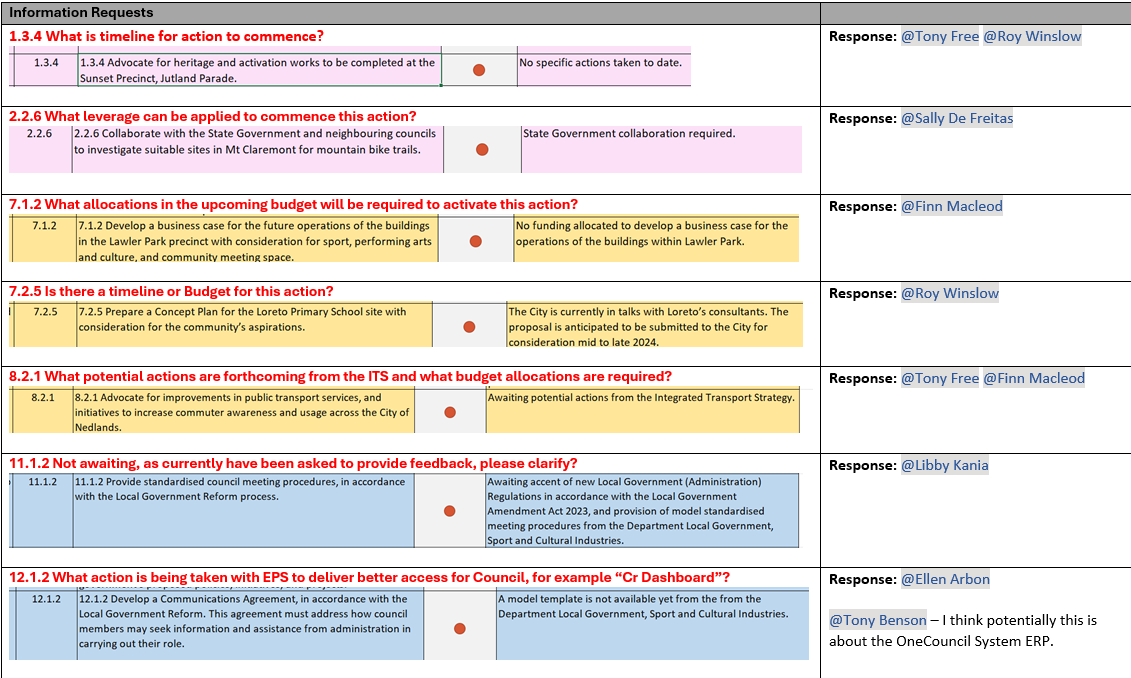 Information Requests
1.3.4 What is timeline for action to commence?
Response: @Tony Free @Roy Winslow
1.3.4
1.3.4 Advocate for heritage and activation works to be completed at the
Sunset Precinct, Jutland Parade.
No specific actions taken to date.
2.2.6 What leverage can be applied to commence this action?
Response: @Sally De Freitas
2.2.6
2.2.6 Collaborate with the State Government and neighbouring councils
to investigate suitable sites in Mt Claremont for mountain bike trails.
State Government collaboration required.
7.1.2 What allocations in the upcoming budget will be required to activate this action?
Response: @Finn Macleod
7.1.2
7.1.2 Develop a business case for the future operations of the buildings
in the Lawler Park precinct with consideration for sport, performing arts
and culture, and community meeting space.
No funding allocated to develop a business case for the
operations of the buildings within Lawler Park.
7.2.5 Is there a timeline or Budget for this action?
Response: @Roy Winslow
7.2.5
7.2.5 Prepare a Concept Plan for the Loreto Primary School site with
consideration for the community's aspirations.
The City is currently in talks with Loreto's consultants. The
proposal is anticipated to be submitted to the City for
consideration mid to late 2024.
8.2.1 What potential actions are forthcoming from the ITS and what budget allocations are required?
Response: @Tony Free @Finn Macleod
8.2.1
8.2.1 Advocate for improvements in public transport services, and
initiatives to increase commuter awareness and usage across the City of
Nedlands.
Awaiting potential actions from the Integrated Transport Strategy.
11.1.2 Not awaiting, as currently have been asked to provide feedback, please clarify?
Response: @Libby Kania
11.1.2
11.1.2 Provide standardised council meeting procedures, in accordance
with the Local Government Reform process.
Awaiting accent of new Local Government (Administration)
Regulations in accordance with the Local Government
Amendment Act 2023, and provision of model standardised
meeting procedures from the Department Local Government,
Sport and Cultural Industries.
12.1.2 What action is being taken with EPS to deliver better access for Council, for example “Cr Dashboard”?
Response: @Ellen Arbon
12.1.2
12.1.2 Develop a Communications Agreement, in accordance with the
Local Government Reform. This agreement must address how council
members may seek information and assistance from administration in
carrying out their role.
A model template is not available yet from the from the
Department Local Government, Sport and Cultural Industries.
@Tony Benson – I think potentially this is
about the OneCouncil System ERP.